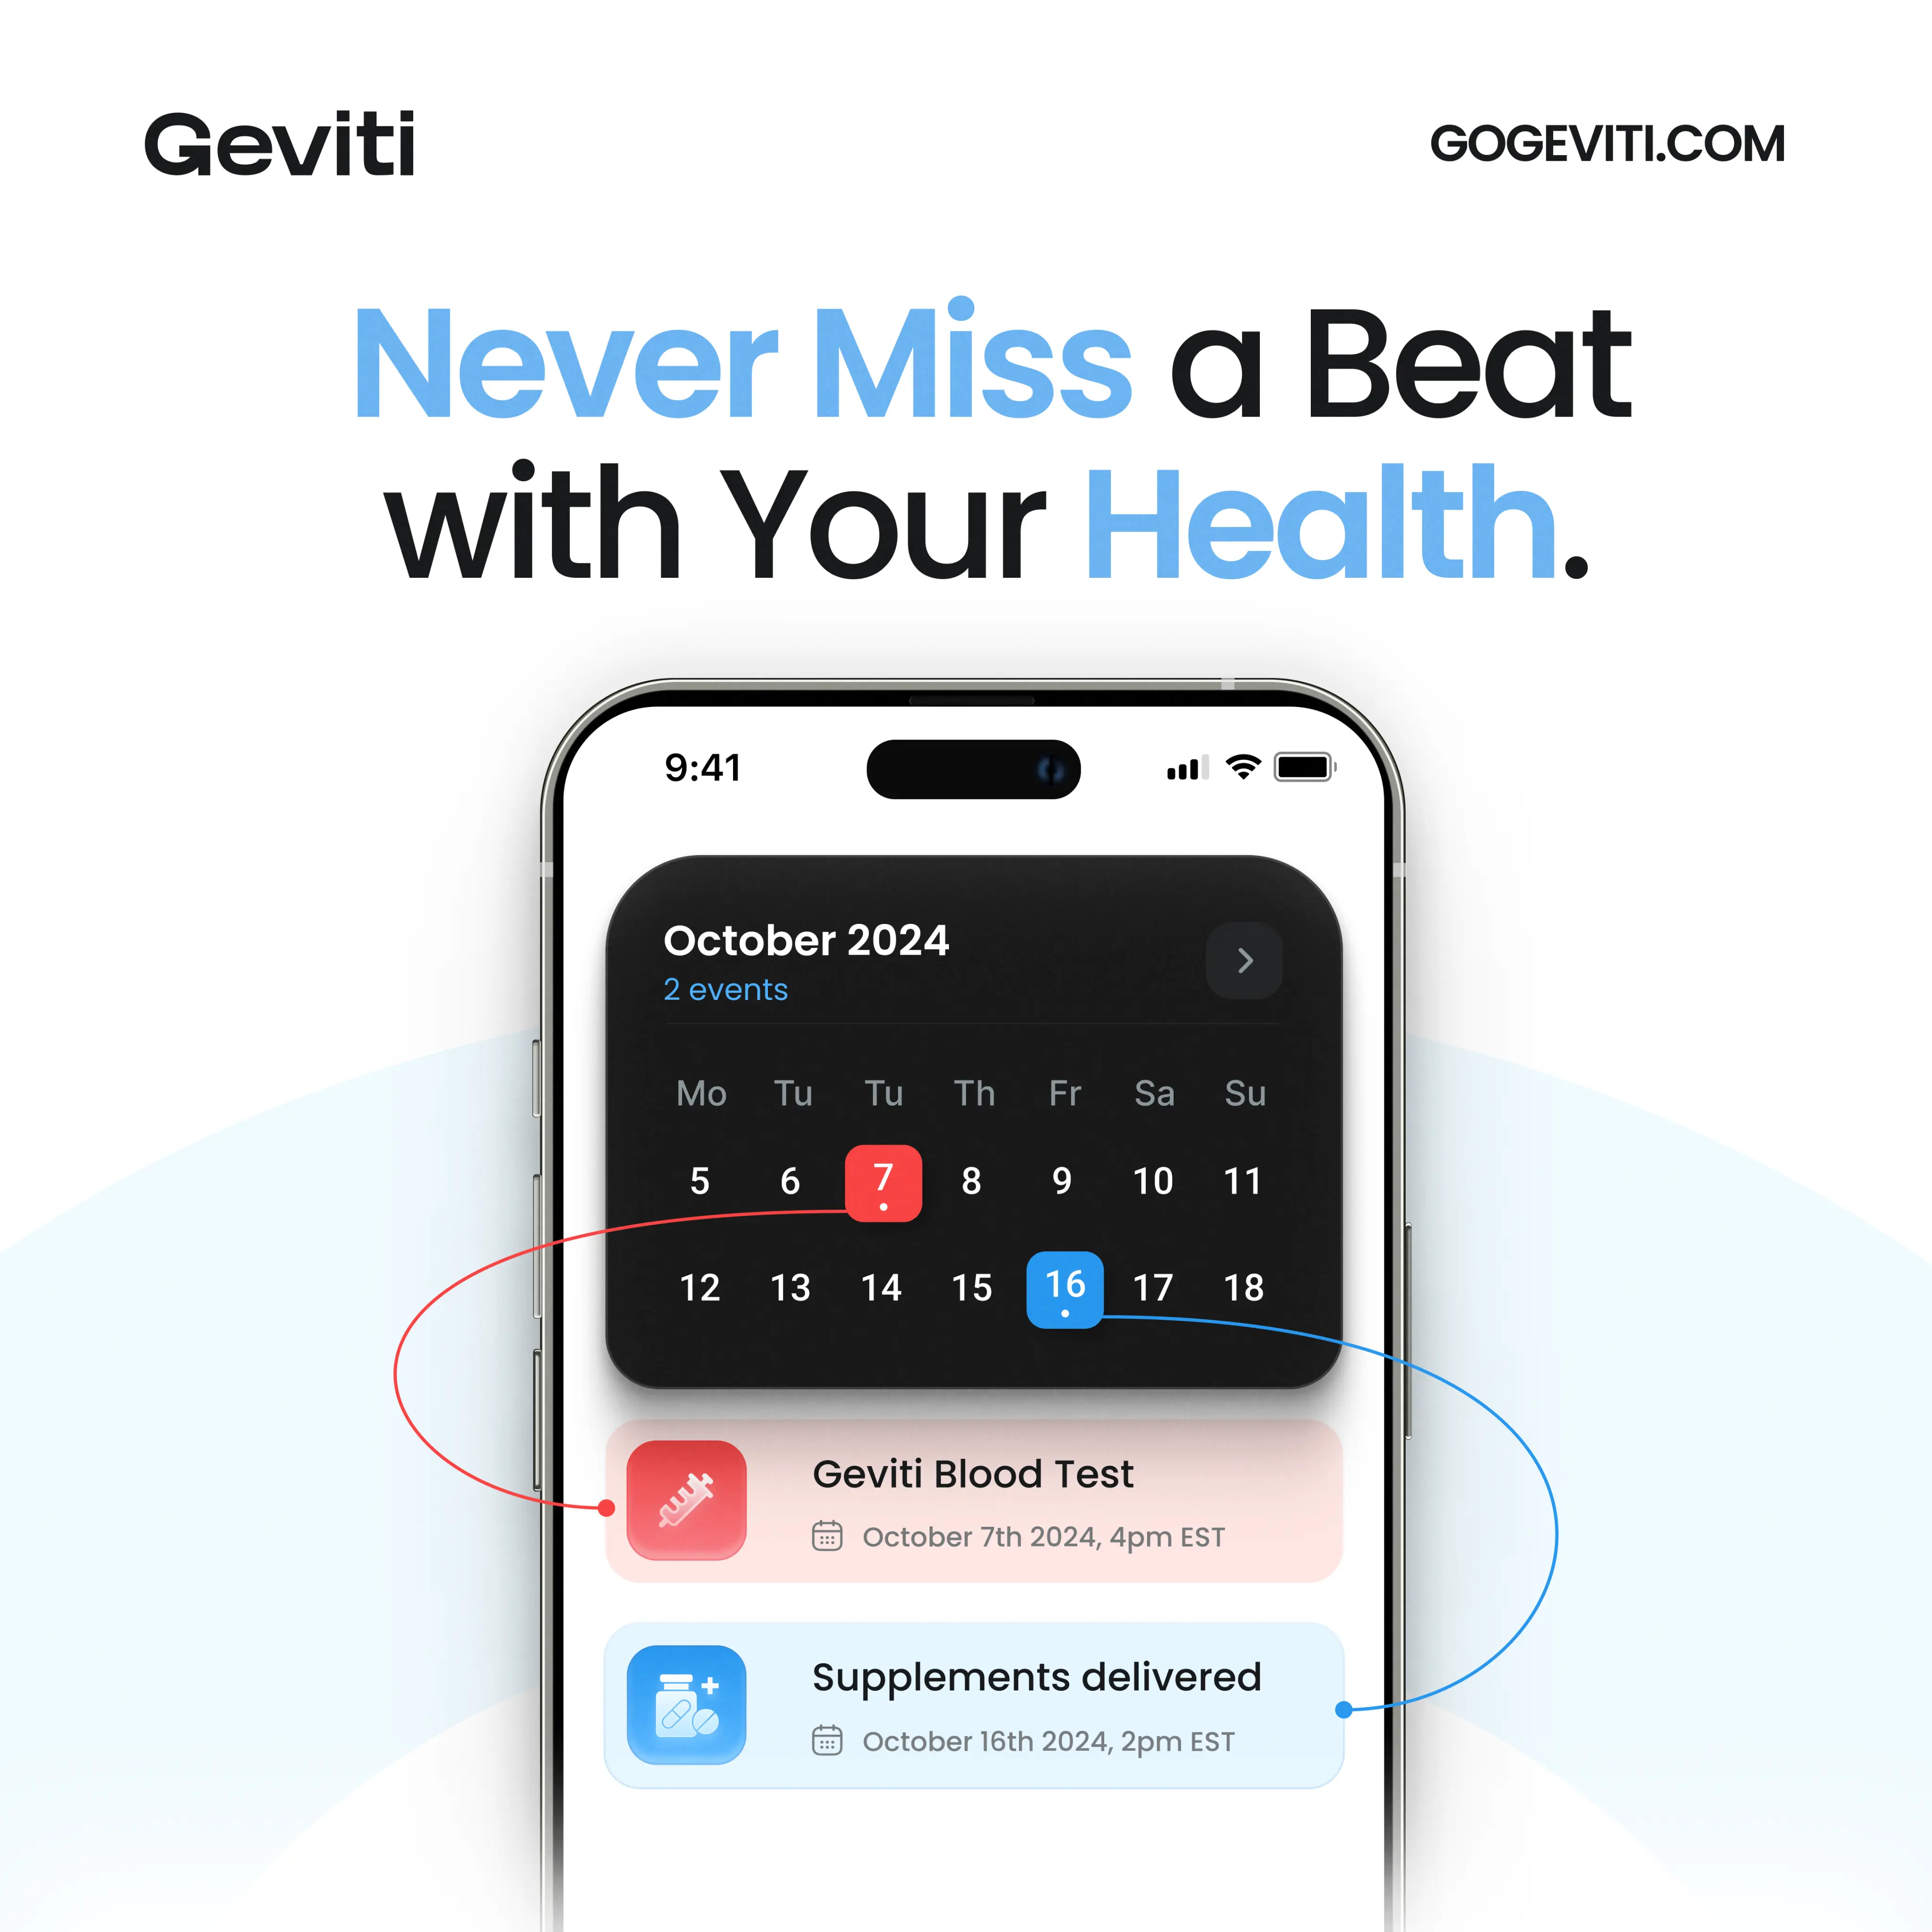 Geviti
GOGEVITI.COM
Never Miss a Beat
with Your Health.
9:41
October 2024
2 events
Mo Tu Tu Th Fr Sa Su
5 6 7 8 9 10 11
12 13 14 15 16 17 18
Geviti Blood Test
October 7th 2024, 4pm EST
Supplements delivered
October 16th 2024, 2pm EST